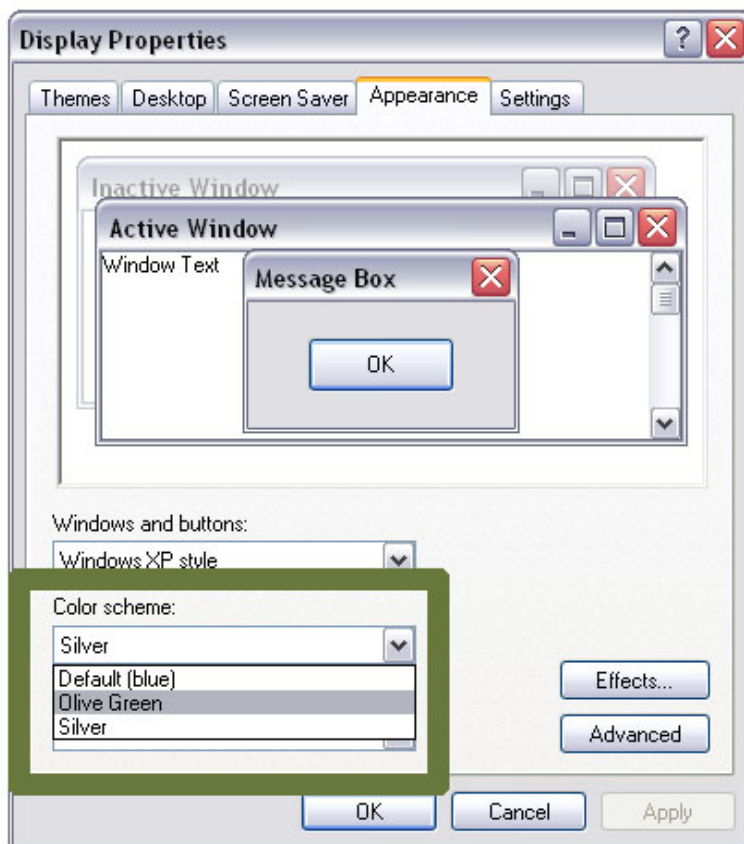 Display Properties
Themes Desktop Screen Saver Appearance Settings
Inactive Window
Active Window
Window Text
Message Box
OK
Windows and buttons:
Windows XP style
Color scheme:
Silver
Default (blue)
Olive Green
Silver
Effects...
Advanced
OK Cancel Apply